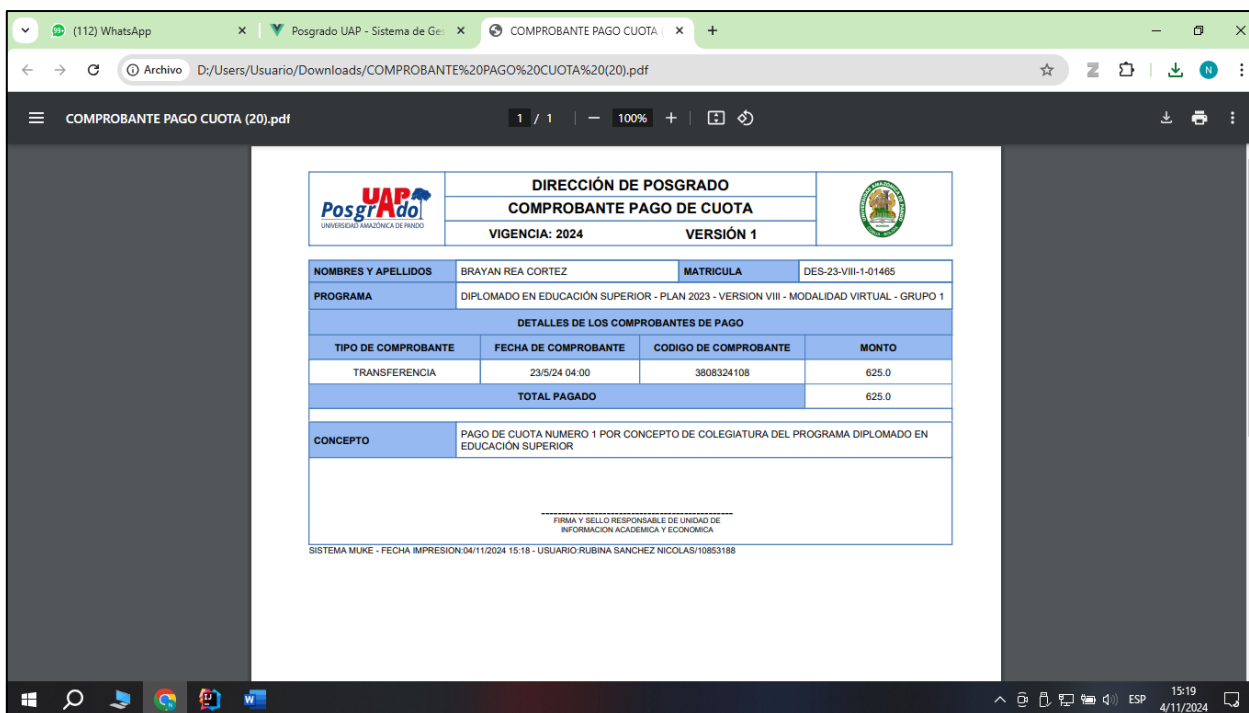 (112) WhatsApp
Posgrado UAP - Sistema de Ges
COMPROBANTE PAGO CUOTA (
Archivo D:/Users/Usuario/Downloads/COMPROBANTE%20PAGO%20CUOTA%20(20).pdf
Z
N
COMPROBANTE PAGO CUOTA (20).pdf
1 / 1
100%
UAP
PosgrAdo
UNIVERSIDAD AMAZÓNICA DE PANDO
DIRECCIÓN DE POSGRADO
COMPROBANTE PAGO DE CUOTA
VIGENCIA: 2024 VERSIÓN 1
NOMBRES Y APELLIDOS BRAYAN REA CORTEZ MATRICULA DES-23-VIII-1-01465
PROGRAMA DIPLOMADO EN EDUCACIÓN SUPERIOR - PLAN 2023 - VERSION VIII - MODALIDAD VIRTUAL - GRUPO 1
DETALLES DE LOS COMPROBANTES DE PAGO
TIPO DE COMPROBANTE FECHA DE COMPROBANTE CODIGO DE COMPROBANTE MONTO
TRANSFERENCIA 23/5/24 04:00 3808324108 625.0
TOTAL PAGADO 625.0
CONCEPTO PAGO DE CUOTA NUMERO 1 POR CONCEPTO DE COLEGIATURA DEL PROGRAMA DIPLOMADO EN
EDUCACIÓN SUPERIOR
FIRMA Y SELLO RESPONSABLE DE UNIDAD DE
INFORMACION ACADEMICA Y ECONOMICA
SISTEMA MUKE - FECHA IMPRESION:04/11/2024 15:18 - USUARIO:RUBINA SANCHEZ NICOLAS/10853188
ESP
15:19
4/11/2024